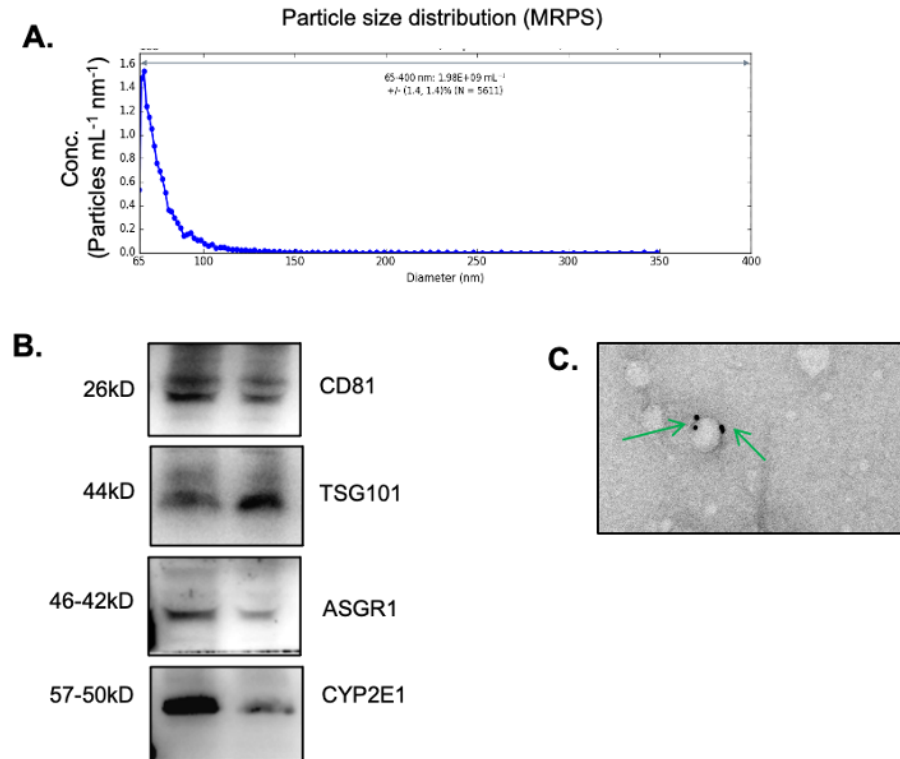 Particle size distribution (MRPS)
A.
Conc.
(Particles mL⁻¹ nm⁻¹)
65-400 nm: 1.98E+09 mL⁻¹
+/- (1.4, 1.4)% (N = 5611)
1.6
1.4
1.2
1.0
0.8
0.6
0.4
0.2
0.0
65 100 150 200 250 300 350 400
Diameter (nm)
B.
26kD CD81
44kD TSG101
46-42kD ASGR1
57-50kD CYP2E1
C.